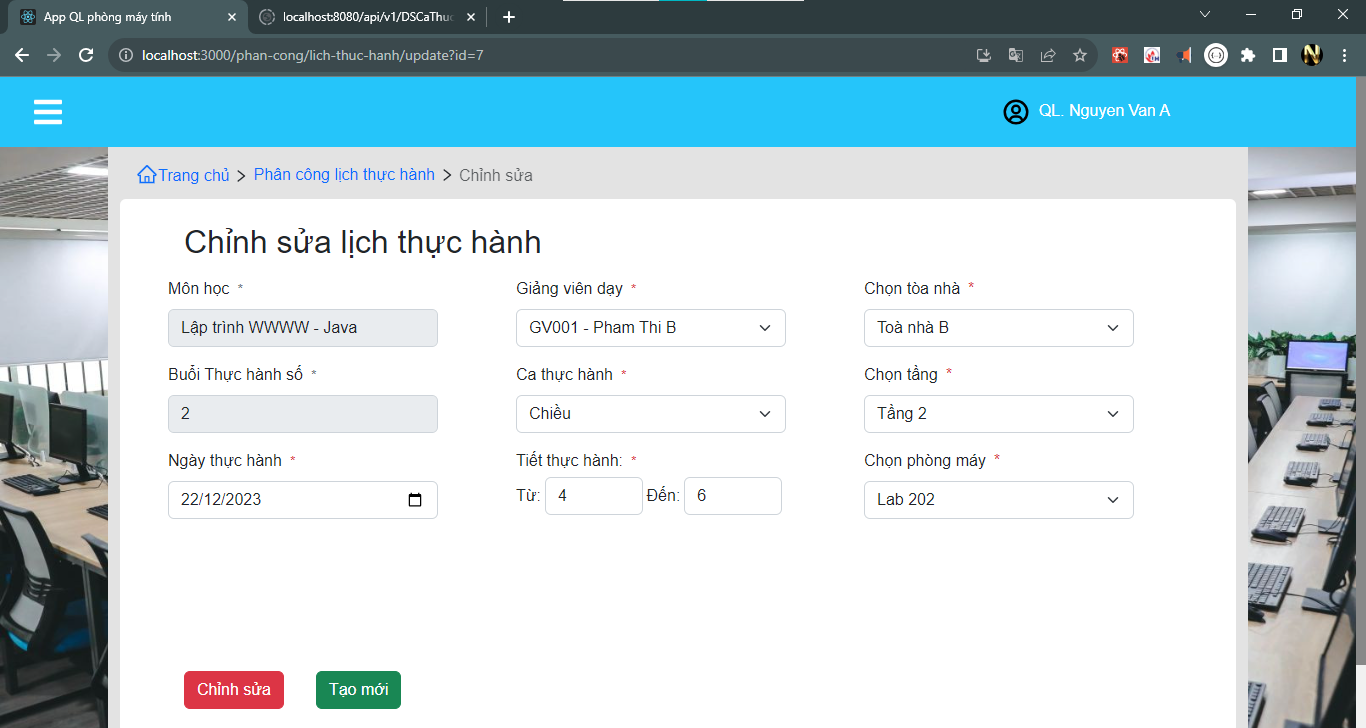 App QL phòng máy tính
localhost:8080/api/v1/DSCaThuc
localhost:3000/phan-cong/lich-thuc-hanh/update?id=7
QL. Nguyen Van A
Trang chủ > Phân công lịch thực hành > Chỉnh sửa
Chỉnh sửa lịch thực hành
Môn học *
Giảng viên dạy *
Chọn tòa nhà *
Lập trình WWWW - Java
GV001 - Pham Thi B
Toà nhà B
Buổi Thực hành số *
Ca thực hành *
Chọn tầng *
2
Chiều
Tầng 2
Ngày thực hành *
Tiết thực hành: *
Chọn phòng máy *
22/12/2023
Từ: 4 Đến: 6
Lab 202
Chỉnh sửa
Tạo mới